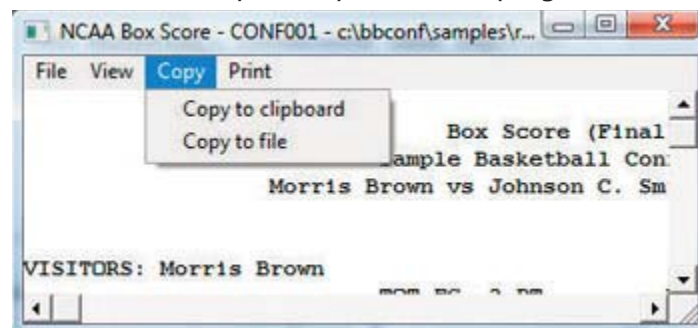 NCAA Box Score - CONF001 - c:\bbconf\samples\r...
File View Copy Print
Copy to clipboard
Copy to file
Box Score (Final
ample Basketball Con
Morris Brown vs Johnson C. Sm
VISITORS: Morris Brown